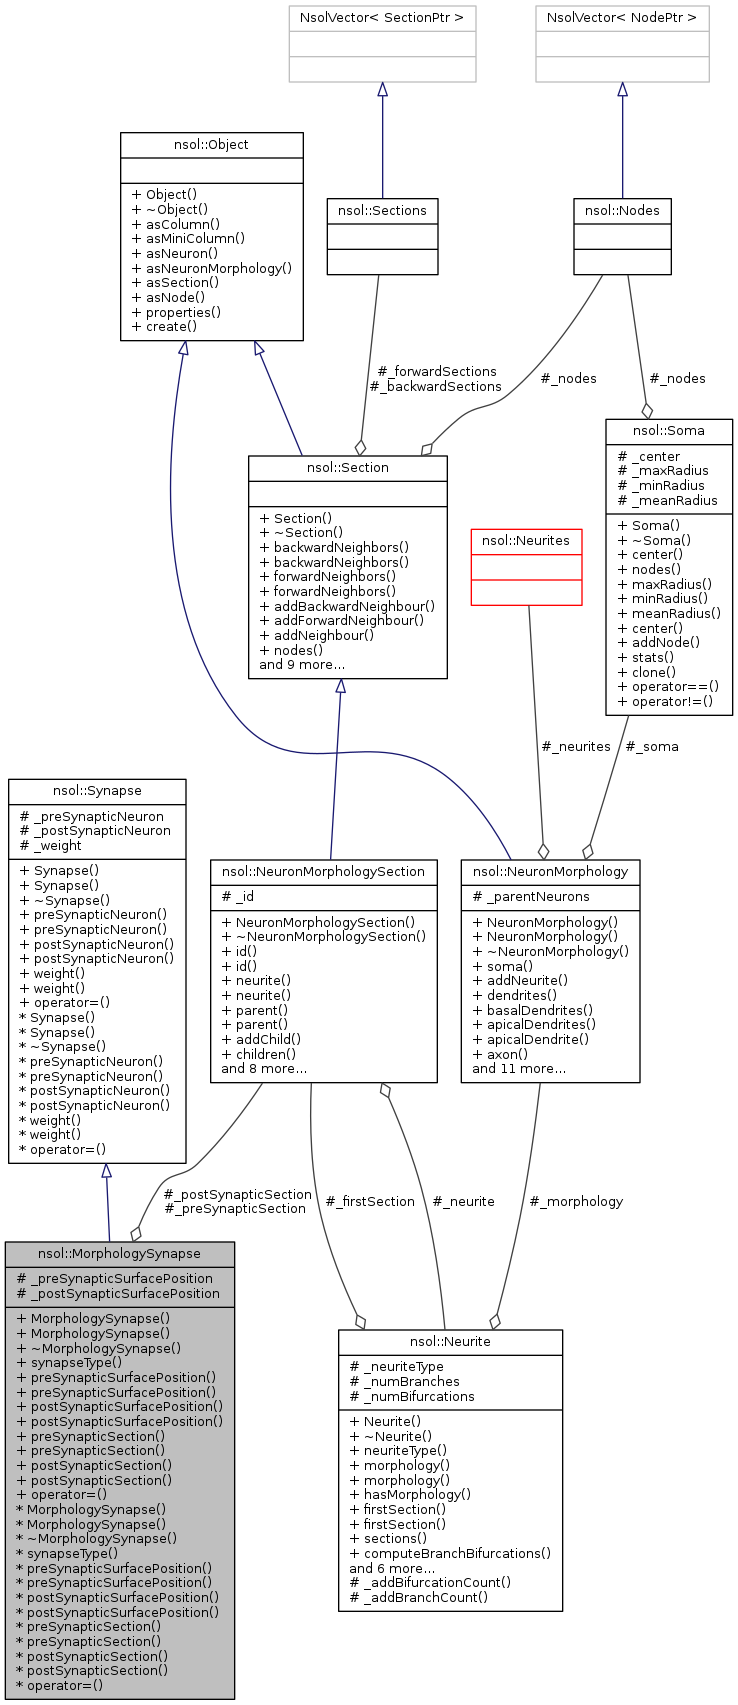 NsolVector< SectionPtr >
NsolVector< NodePtr >
nsol::Object
+ Object()
+ ~Object()
+ asColumn()
+ asMiniColumn()
+ asNeuron()
+ asNeuronMorphology()
+ asSection()
+ asNode()
+ properties()
+ create()
nsol::Sections
nsol::Nodes
#_forwardSections
#_backwardSections
#_nodes
#_nodes
nsol::Soma
# _center
# _maxRadius
# _minRadius
# _meanRadius
+ Soma()
+ ~Soma()
+ center()
+ nodes()
+ maxRadius()
+ minRadius()
+ meanRadius()
+ center()
+ addNode()
+ stats()
+ clone()
+ operator==()
+ operator!=()
nsol::Section
+ Section()
+ ~Section()
+ backwardNeighbors()
+ backwardNeighbors()
+ forwardNeighbors()
+ forwardNeighbors()
+ addBackwardNeighbour()
+ addForwardNeighbour()
+ addNeighbour()
+ nodes()
and 9 more...
nsol::Neurites
#_neurites
#_soma
nsol::Synapse
# _preSynapticNeuron
# _postSynapticNeuron
# _weight
+ Synapse()
+ Synapse()
+ ~Synapse()
+ preSynapticNeuron()
+ preSynapticNeuron()
+ postSynapticNeuron()
+ postSynapticNeuron()
+ weight()
+ weight()
+ operator=()
* Synapse()
* Synapse()
* ~Synapse()
* preSynapticNeuron()
* preSynapticNeuron()
* postSynapticNeuron()
* postSynapticNeuron()
* weight()
* weight()
* operator=()
nsol::NeuronMorphologySection
# _id
+ NeuronMorphologySection()
+ ~NeuronMorphologySection()
+ id()
+ id()
+ neurite()
+ neurite()
+ parent()
+ parent()
+ addChild()
+ children()
and 8 more...
nsol::NeuronMorphology
# _parentNeurons
+ NeuronMorphology()
+ NeuronMorphology()
+ ~NeuronMorphology()
+ soma()
+ addNeurite()
+ dendrites()
+ basalDendrites()
+ apicalDendrites()
+ apicalDendrite()
+ axon()
and 11 more...
#_postSynapticSection
#_preSynapticSection
#_firstSection
#_neurite
#_morphology
nsol::MorphologySynapse
# _preSynapticSurfacePosition
# _postSynapticSurfacePosition
+ MorphologySynapse()
+ MorphologySynapse()
+ ~MorphologySynapse()
+ synapseType()
+ preSynapticSurfacePosition()
+ preSynapticSurfacePosition()
+ postSynapticSurfacePosition()
+ postSynapticSurfacePosition()
+ preSynapticSection()
+ preSynapticSection()
+ postSynapticSection()
+ postSynapticSection()
+ operator=()
* MorphologySynapse()
* MorphologySynapse()
* ~MorphologySynapse()
* synapseType()
* preSynapticSurfacePosition()
* preSynapticSurfacePosition()
* postSynapticSurfacePosition()
* postSynapticSurfacePosition()
* preSynapticSection()
* preSynapticSection()
* postSynapticSection()
* postSynapticSection()
* operator=()
nsol::Neurite
# _neuriteType
# _numBranches
# _numBifurcations
+ Neurite()
+ ~Neurite()
+ neuriteType()
+ morphology()
+ morphology()
+ hasMorphology()
+ firstSection()
+ firstSection()
+ sections()
+ computeBranchBifurcations()
and 6 more...
# _addBifurcationCount()
# _addBranchCount()